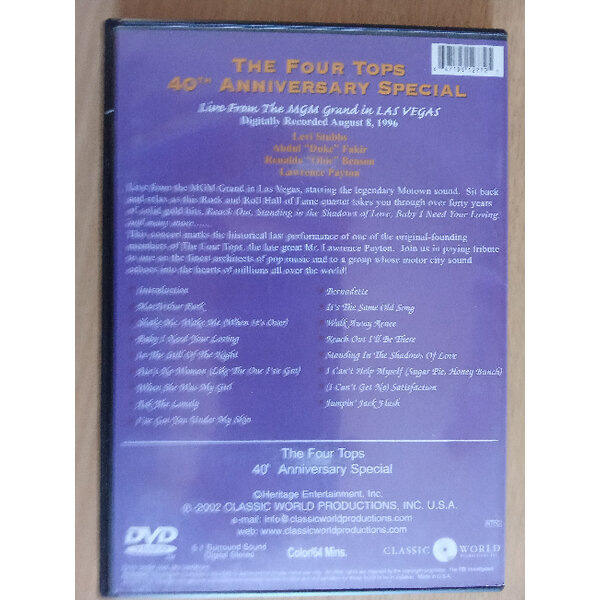 THE FOUR TOPS
40TH ANNIVERSARY SPECIAL
Live From The MGM Grand in LAS VEGAS
Digitally Recorded August 8, 1996
Levi Stubbs
Abdul "Duke" Fakir
Renaldo "Obie" Benson
Lawrence Payton
Live from the MGM Grand in Las Vegas, starring the legendary Motown sound. Sit back
and relax as this Rock and Roll Hall of Fame quartet takes you through over forty years
of solid gold hits, Reach Out, Standing in the Shadows of Love, Baby I Need Your Loving
and many more......
This concert marks the historical last performance of one of the original-founding
members of The Four Tops, the late great Mr. Lawrence Payton. Join us in paying tribute
to one of the finest architects of pop music and to a group whose motor city sound
echoes into the hearts of millions all over the world!
Introduction
MacArthur Park
Shake Me, Wake Me (When It's Over)
Baby I Need Your Loving
In The Still Of The Night
Ain't No Woman (Like The One I've Got)
When She Was My Girl
Ask The Lonely
I've Got You Under My Skin
Bernadette
It's The Same Old Song
Walk Away Renee
Reach Out I'll Be There
Standing In The Shadows Of Love
I Can't Help Myself (Sugar Pie, Honey Bunch)
(I Can't Get No) Satisfaction
Jumpin' Jack Flash
The Four Tops
40th Anniversary Special
©Heritage Entertainment, Inc.
℗ 2002 CLASSIC WORLD PRODUCTIONS, INC. U.S.A.
e-mail: info@classicworldproductions.com
web: www.classicworldproductions.com
DVD
5.1 Surround Sound
Digital Stereo
Color/64 Mins.
CLASSIC WORLD